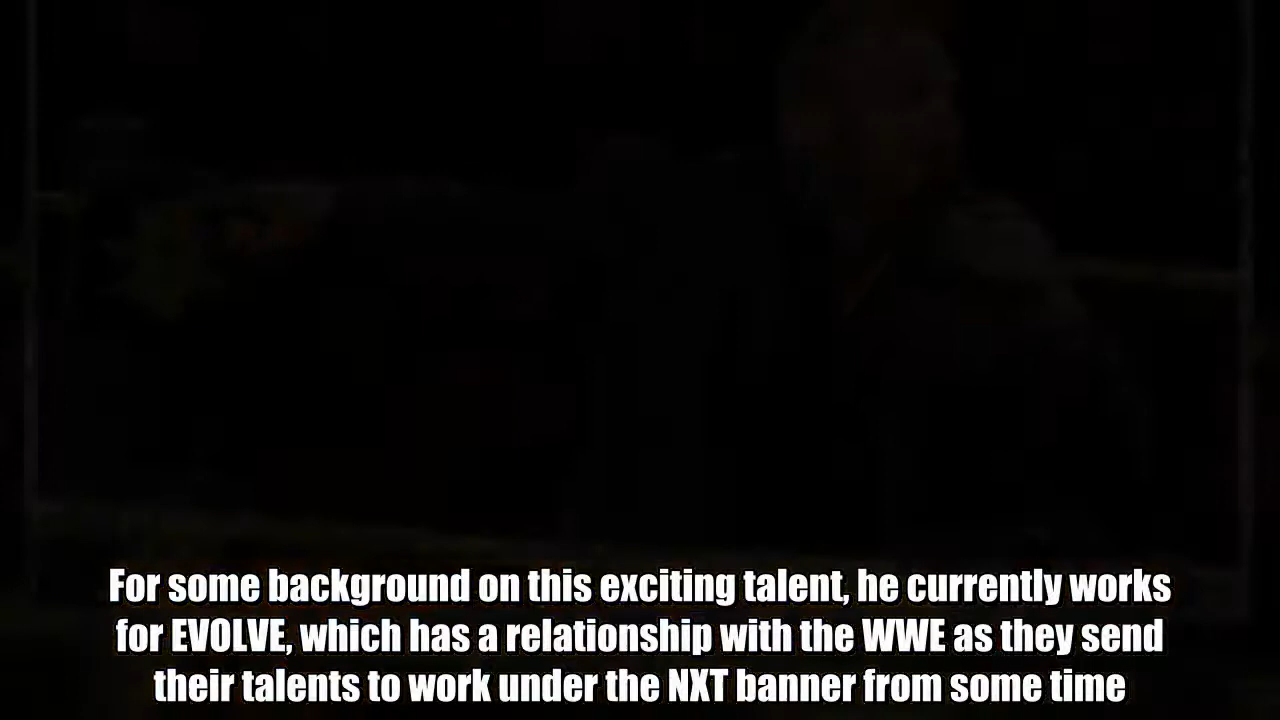 For some background on this exciting talent, he currently works
for EVOLVE, which has a relationship with the WWE as they send
their talents to work under the NXT banner from some time